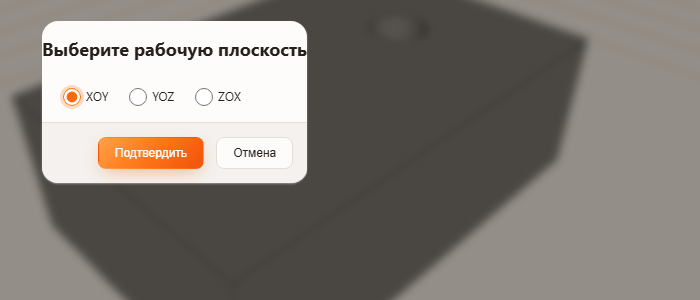 Выберите рабочую плоскость
XOY YOZ ZOX
Подтвердить Отмена